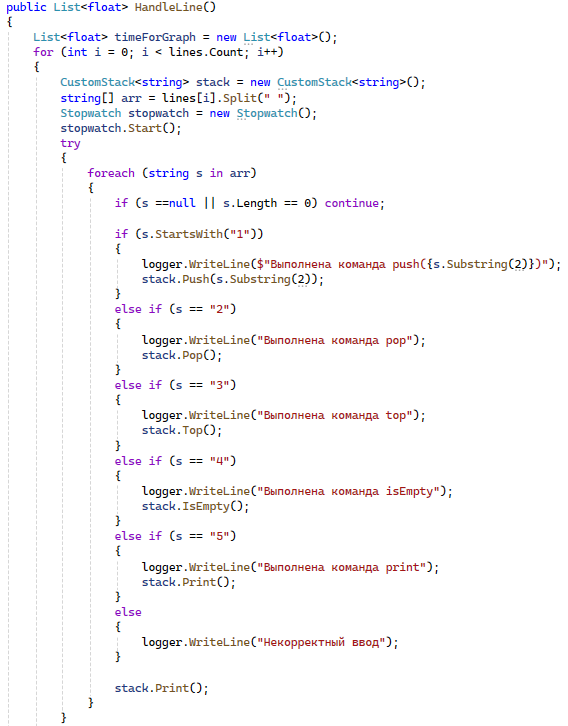 public List<float> HandleLine()
{
    List<float> timeForGraph = new List<float>();
    for (int i = 0; i < lines.Count; i++)
    {
        CustomStack<string> stack = new CustomStack<string>();
        string[] arr = lines[i].Split(" ");
        Stopwatch stopwatch = new Stopwatch();
        stopwatch.Start();
        try
        {
            foreach (string s in arr)
            {
                if (s ==null || s.Length == 0) continue;

                if (s.StartsWith("1"))
                {
                    logger.WriteLine($"Выполнена команда push({s.Substring(2)})");
                    stack.Push(s.Substring(2));
                }
                else if (s == "2")
                {
                    logger.WriteLine("Выполнена команда pop");
                    stack.Pop();
                }
                else if (s == "3")
                {
                    logger.WriteLine("Выполнена команда top");
                    stack.Top();
                }
                else if (s == "4")
                {
                    logger.WriteLine("Выполнена команда isEmpty");
                    stack.IsEmpty();
                }
                else if (s == "5")
                {
                    logger.WriteLine("Выполнена команда print");
                    stack.Print();
                }
                else
                {
                    logger.WriteLine("Некорректный ввод");
                }

                stack.Print();
            }
        }